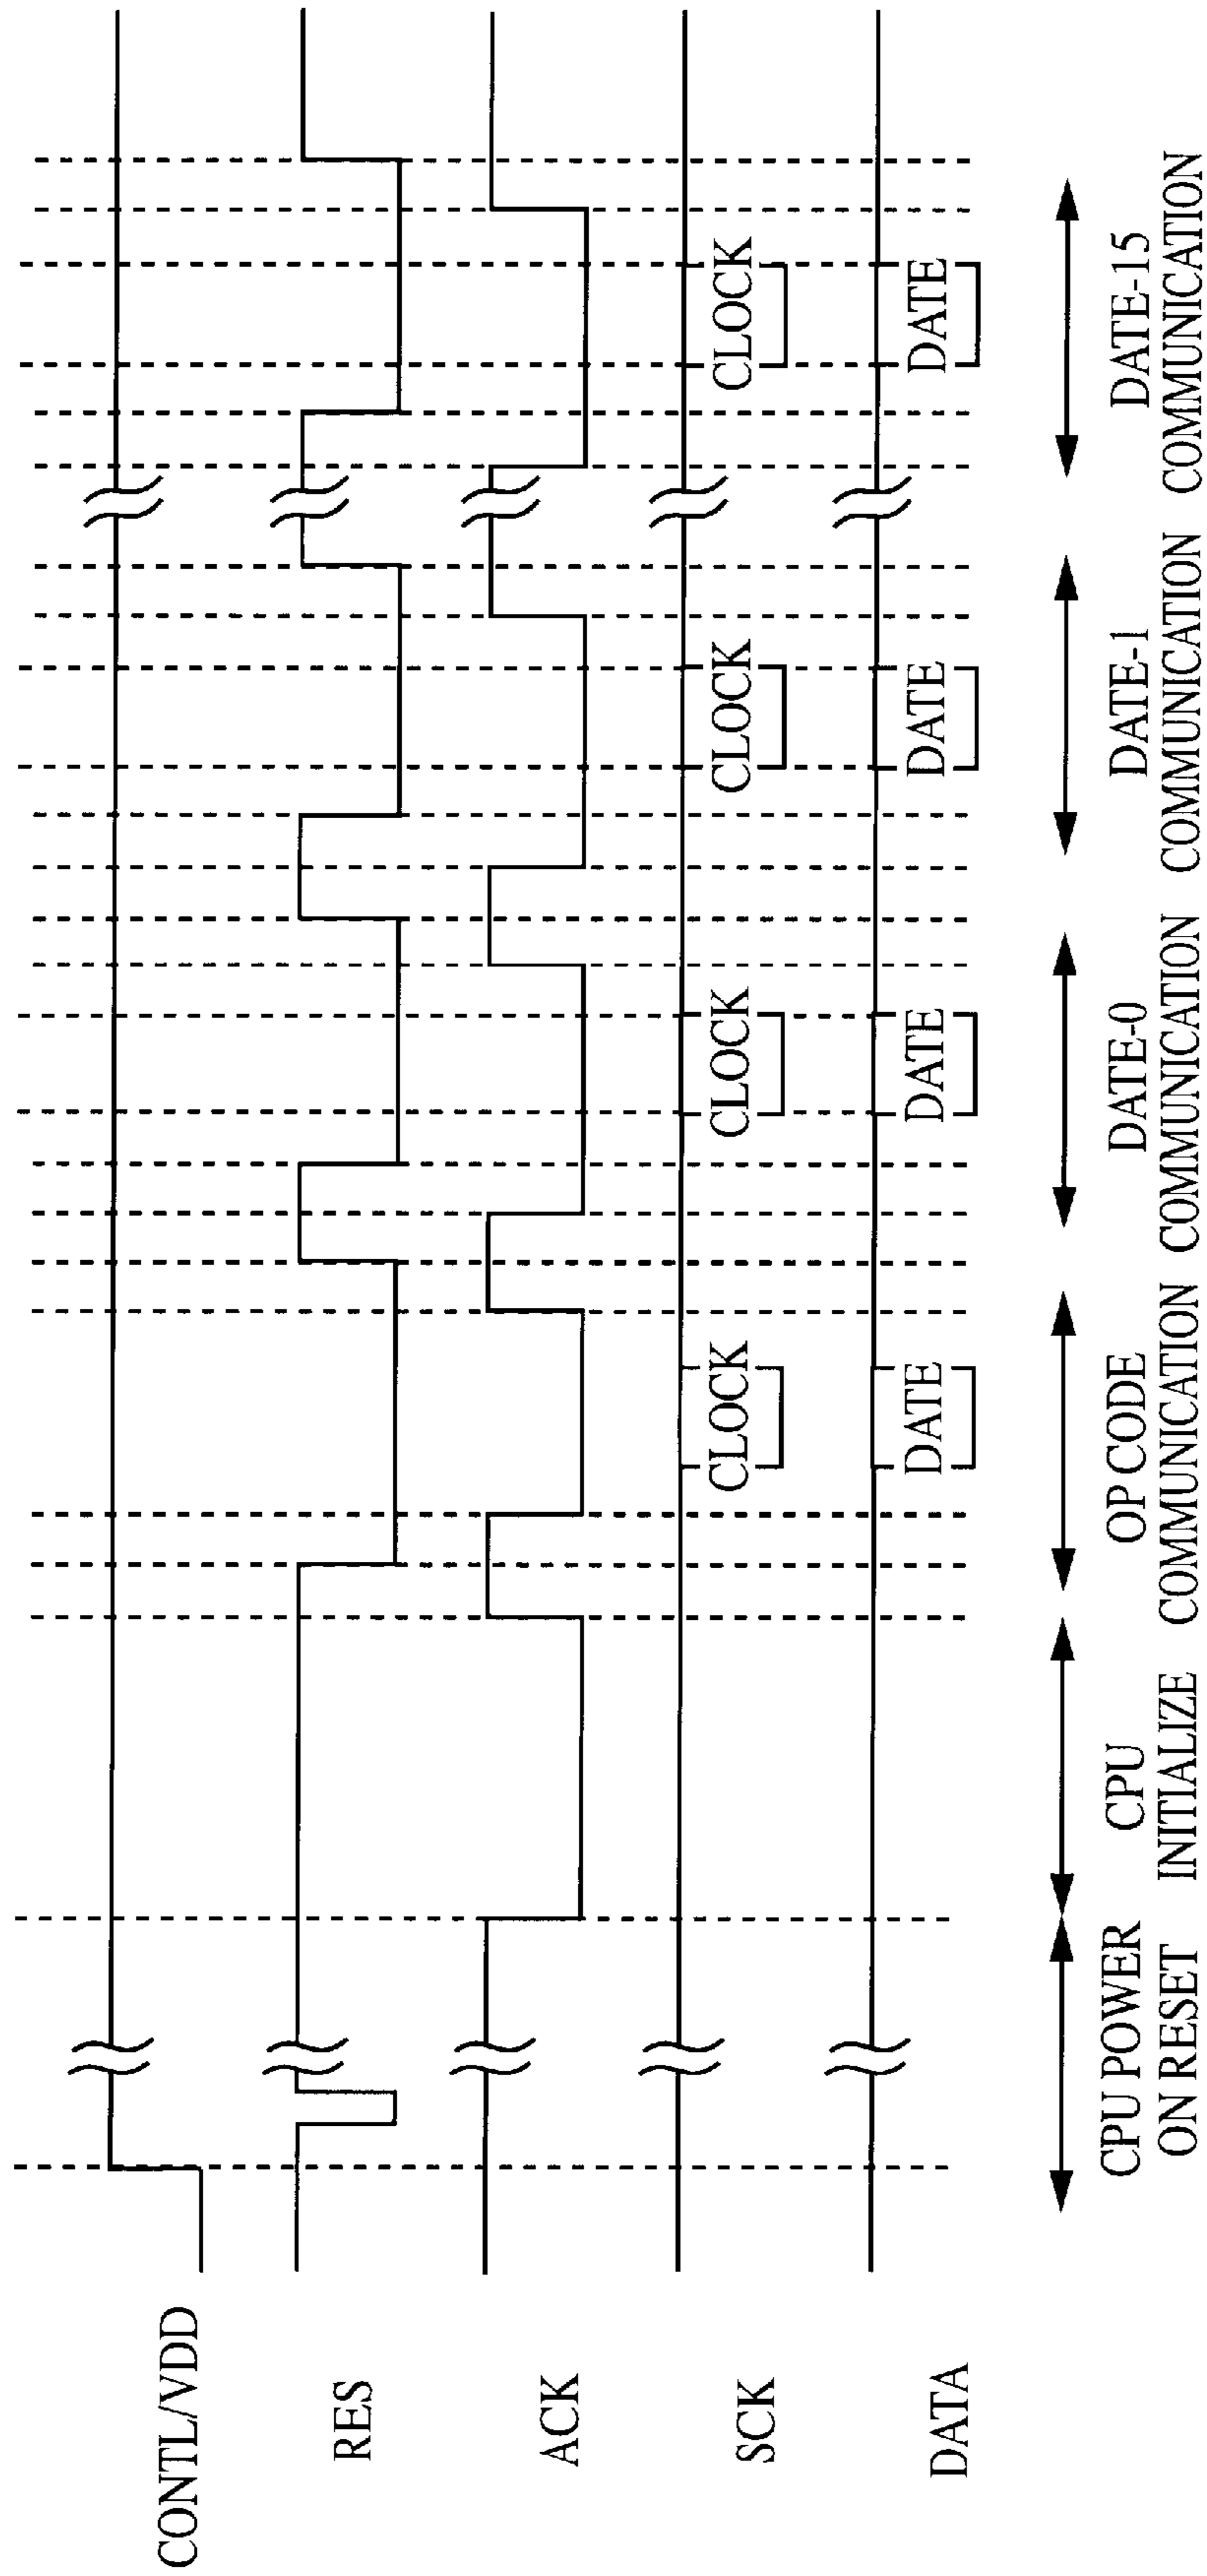 CONTL/VDD
RES
ACK
SCK
CLOCK
CLOCK
CLOCK
CLOCK
DATA
DATE
DATE
DATE
DATE
CPU POWER
ON RESET
CPU
INITIALIZE
OP CODE
COMMUNICATION
DATE-0
COMMUNICATION
DATE-1
COMMUNICATION
DATE-15
COMMUNICATION